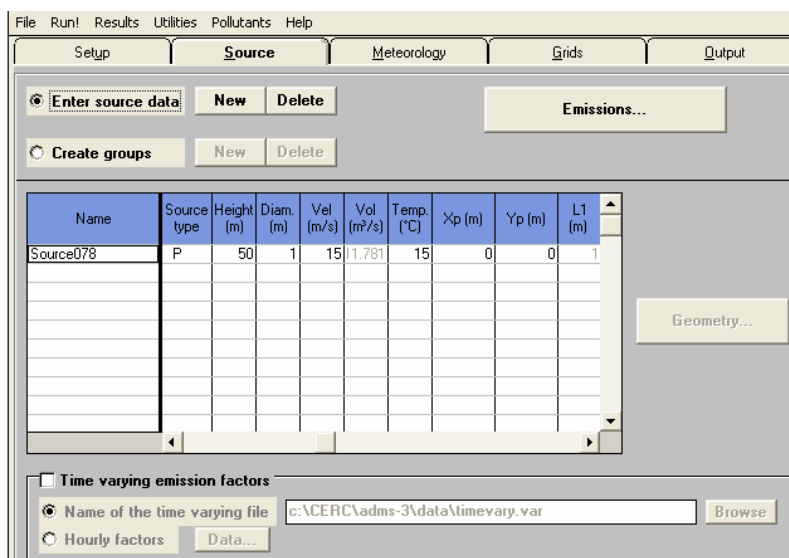 File Run! Results Utilities Pollutants Help
Setup Source Meteorology Grids Output
Enter source data New Delete Emissions...
Create groups New Delete
Name Source type Height (m) Diam. (m) Vel (m/s) Vol (m³/s) Temp. (°C) Xp (m) Yp (m) L1 (m)
Source078 P 50 1 15 11.781 15 0 0 1
Geometry...
Time varying emission factors
Name of the time varying file c:\CERC\adms-3\data\timevary.var Browse
Hourly factors Data...